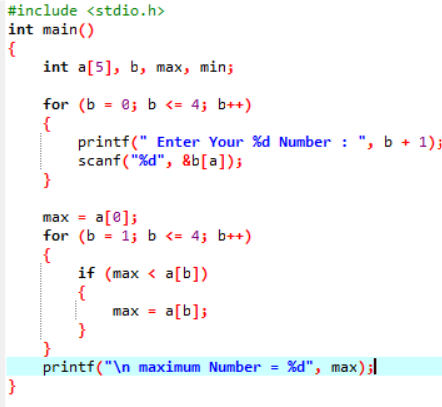 #include <stdio.h>
int main()
{
int a[5], b, max, min;
for (b = 0; b <= 4; b++)
{
printf(" Enter Your %d Number : ", b + 1);
scanf("%d", &b[a]);
}
max = a[0];
for (b = 1; b <= 4; b++)
{
if (max < a[b])
{
max = a[b];
}
}
printf("\n maximum Number = %d", max);
}